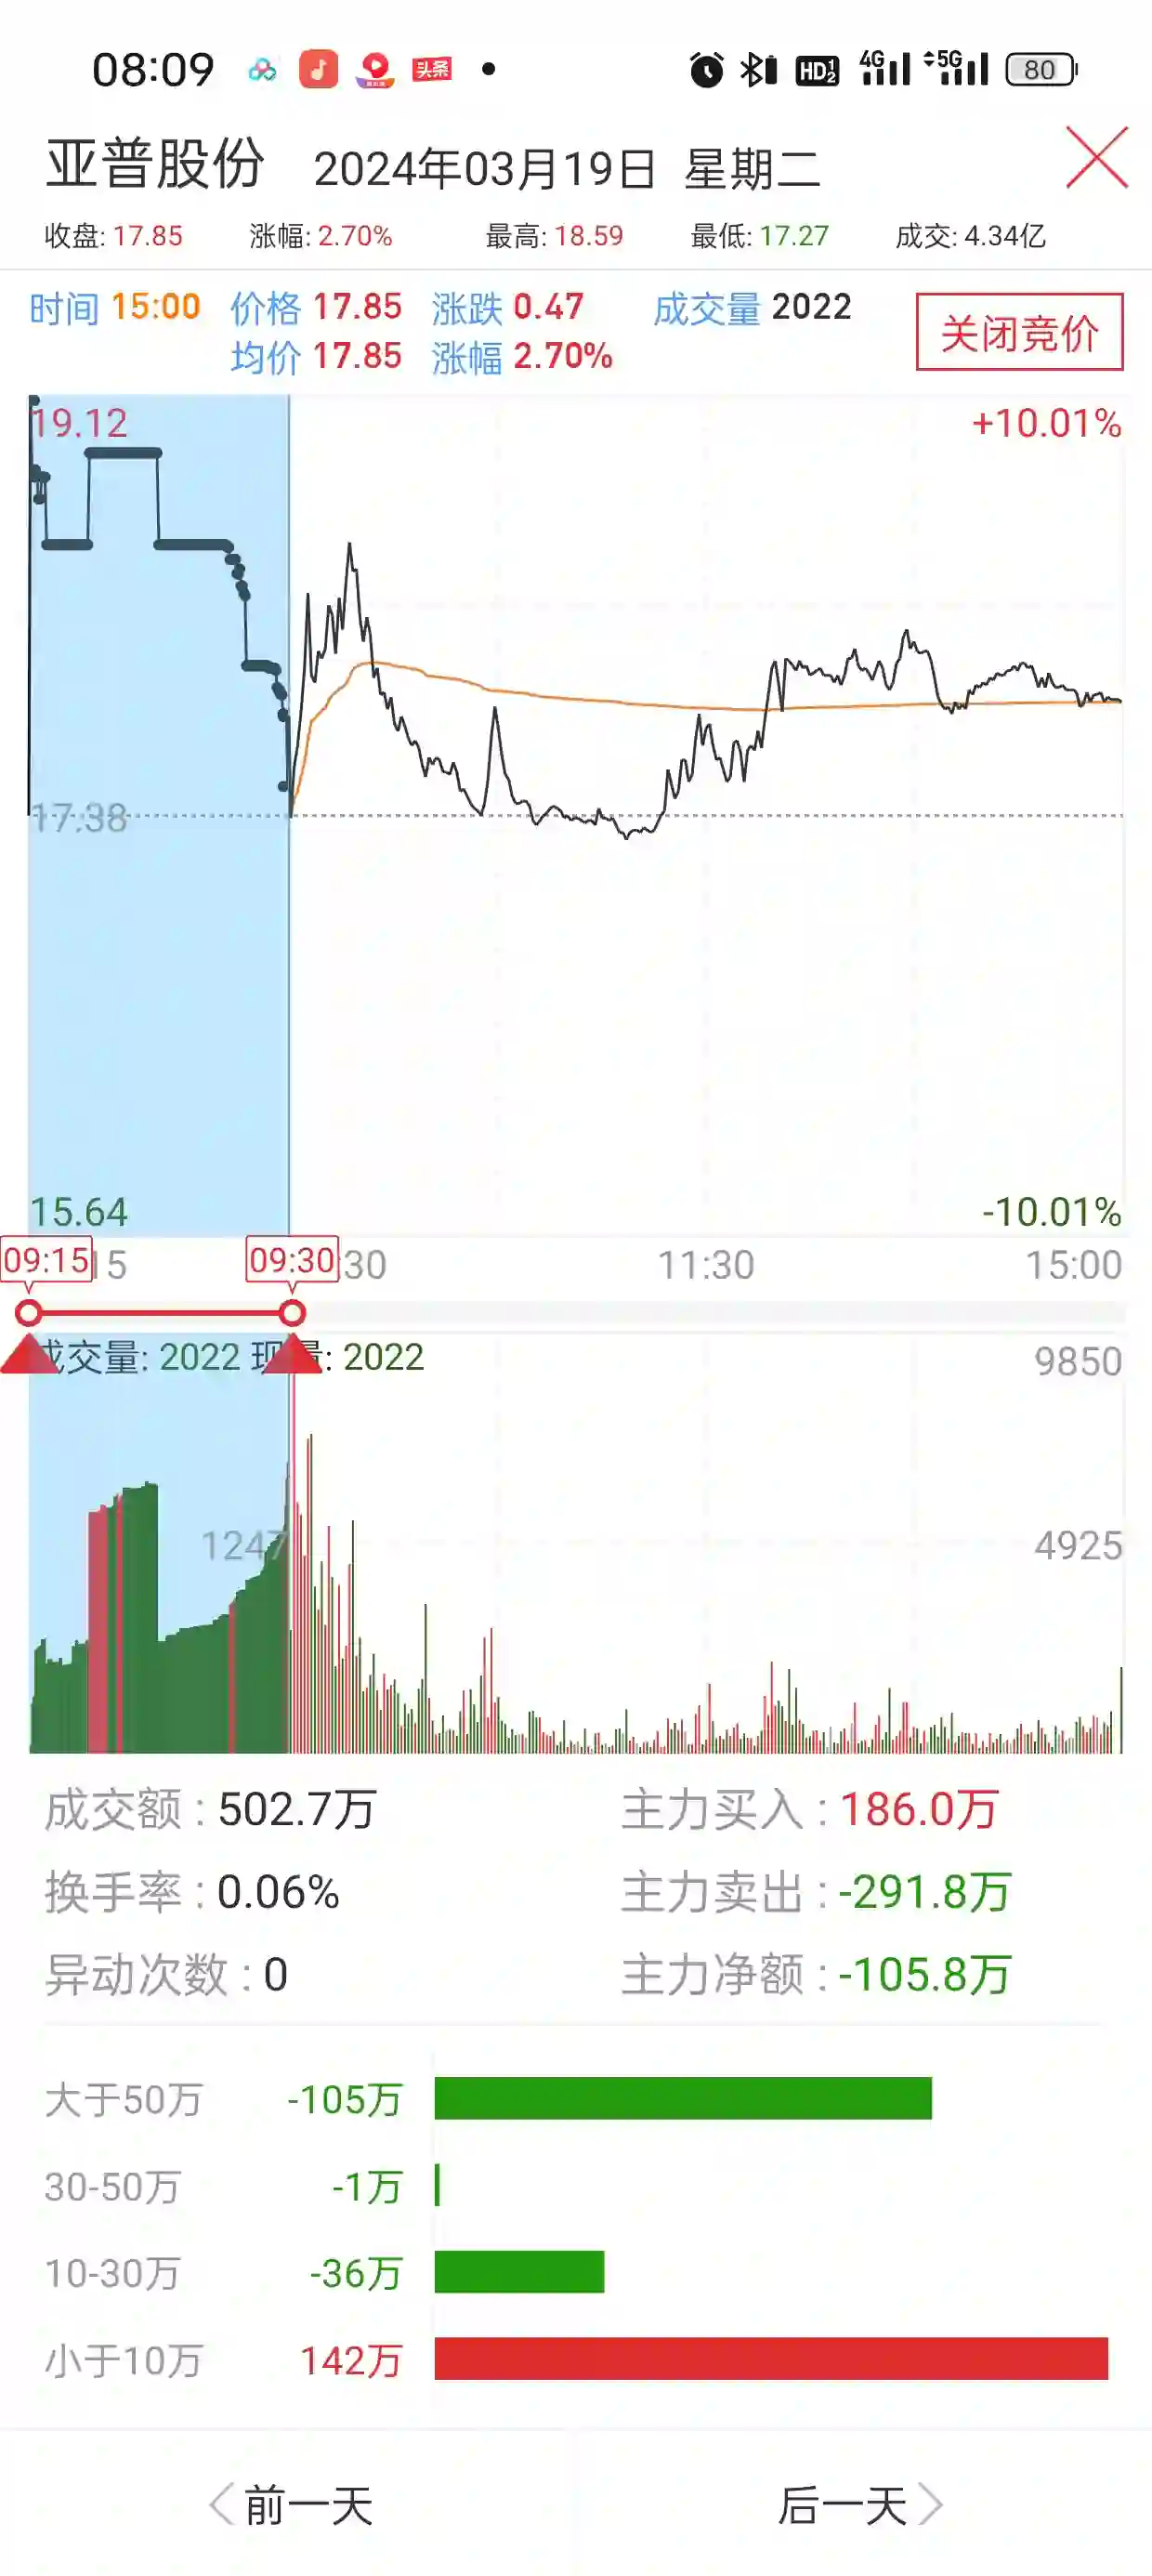 08:09 头条 HD 1 2 4G 5G 80
亚普股份 2024年03月19日 星期二
收盘: 17.85 涨幅: 2.70% 最高: 18.59 最低: 17.27 成交: 4.34亿
时间 15:00 价格 17.85 涨跌 0.47 成交量 2022
均价 17.85 涨幅 2.70%
关闭竞价
19.12 +10.01%
17.38
15.64 -10.01%
09:15 15 09:30 30 11:30 15:00
成交量: 2022 现量: 2022 9850
1247 4925
成交额 : 502.7万 主力买入 : 186.0万
换手率 : 0.06% 主力卖出 : -291.8万
异动次数 : 0 主力净额 : -105.8万
大于50万 -105万
30-50万 -1万
10-30万 -36万
小于10万 142万
前一天 后一天